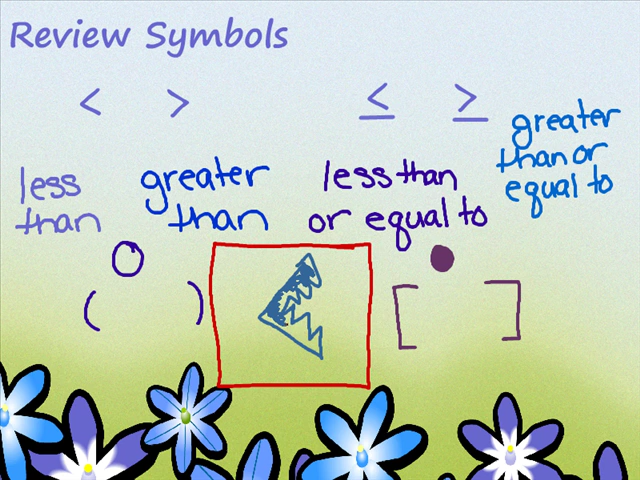 Review Symbols
< > ≤ ≥
less
than
greater
than
less than
or equal to
greater
than or
equal to
( ) [ ]